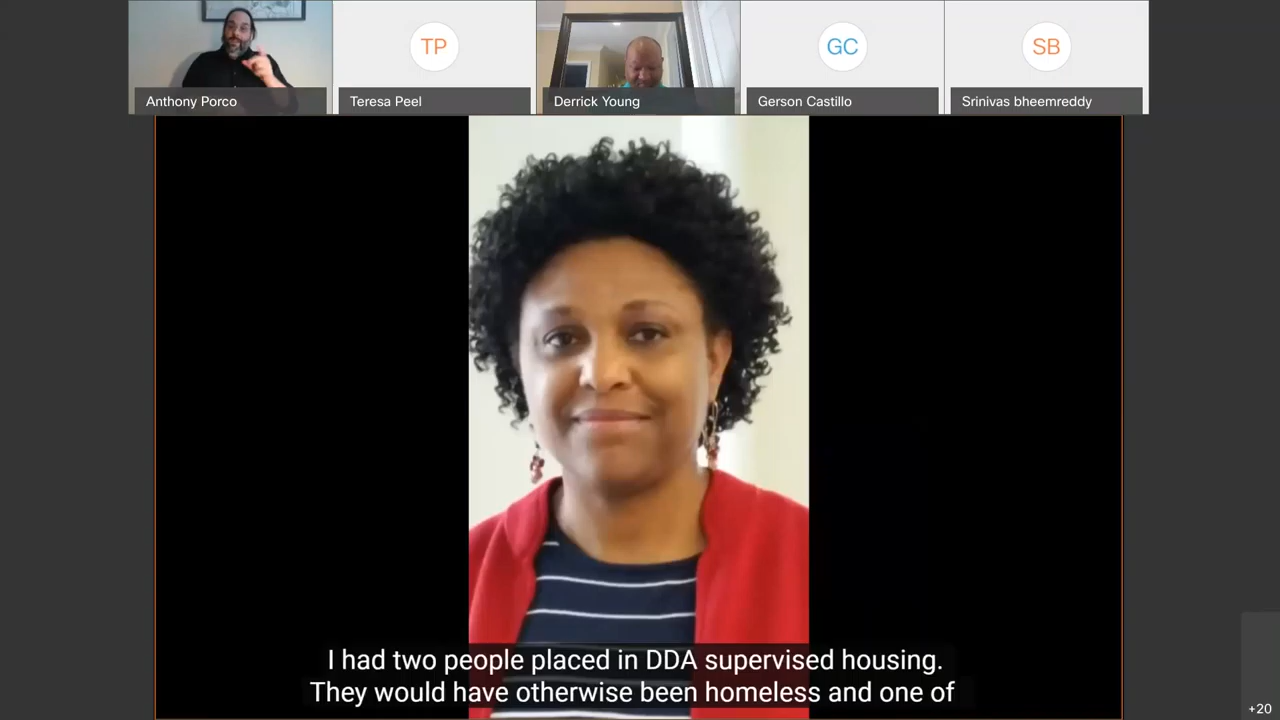 TP
GC
SB
Anthony Porco
Teresa Peel
Derrick Young
Gerson Castillo
Srinivas bheemreddy
I had two people placed in DDA supervised housing.
They would have otherwise been homeless and one of
+20